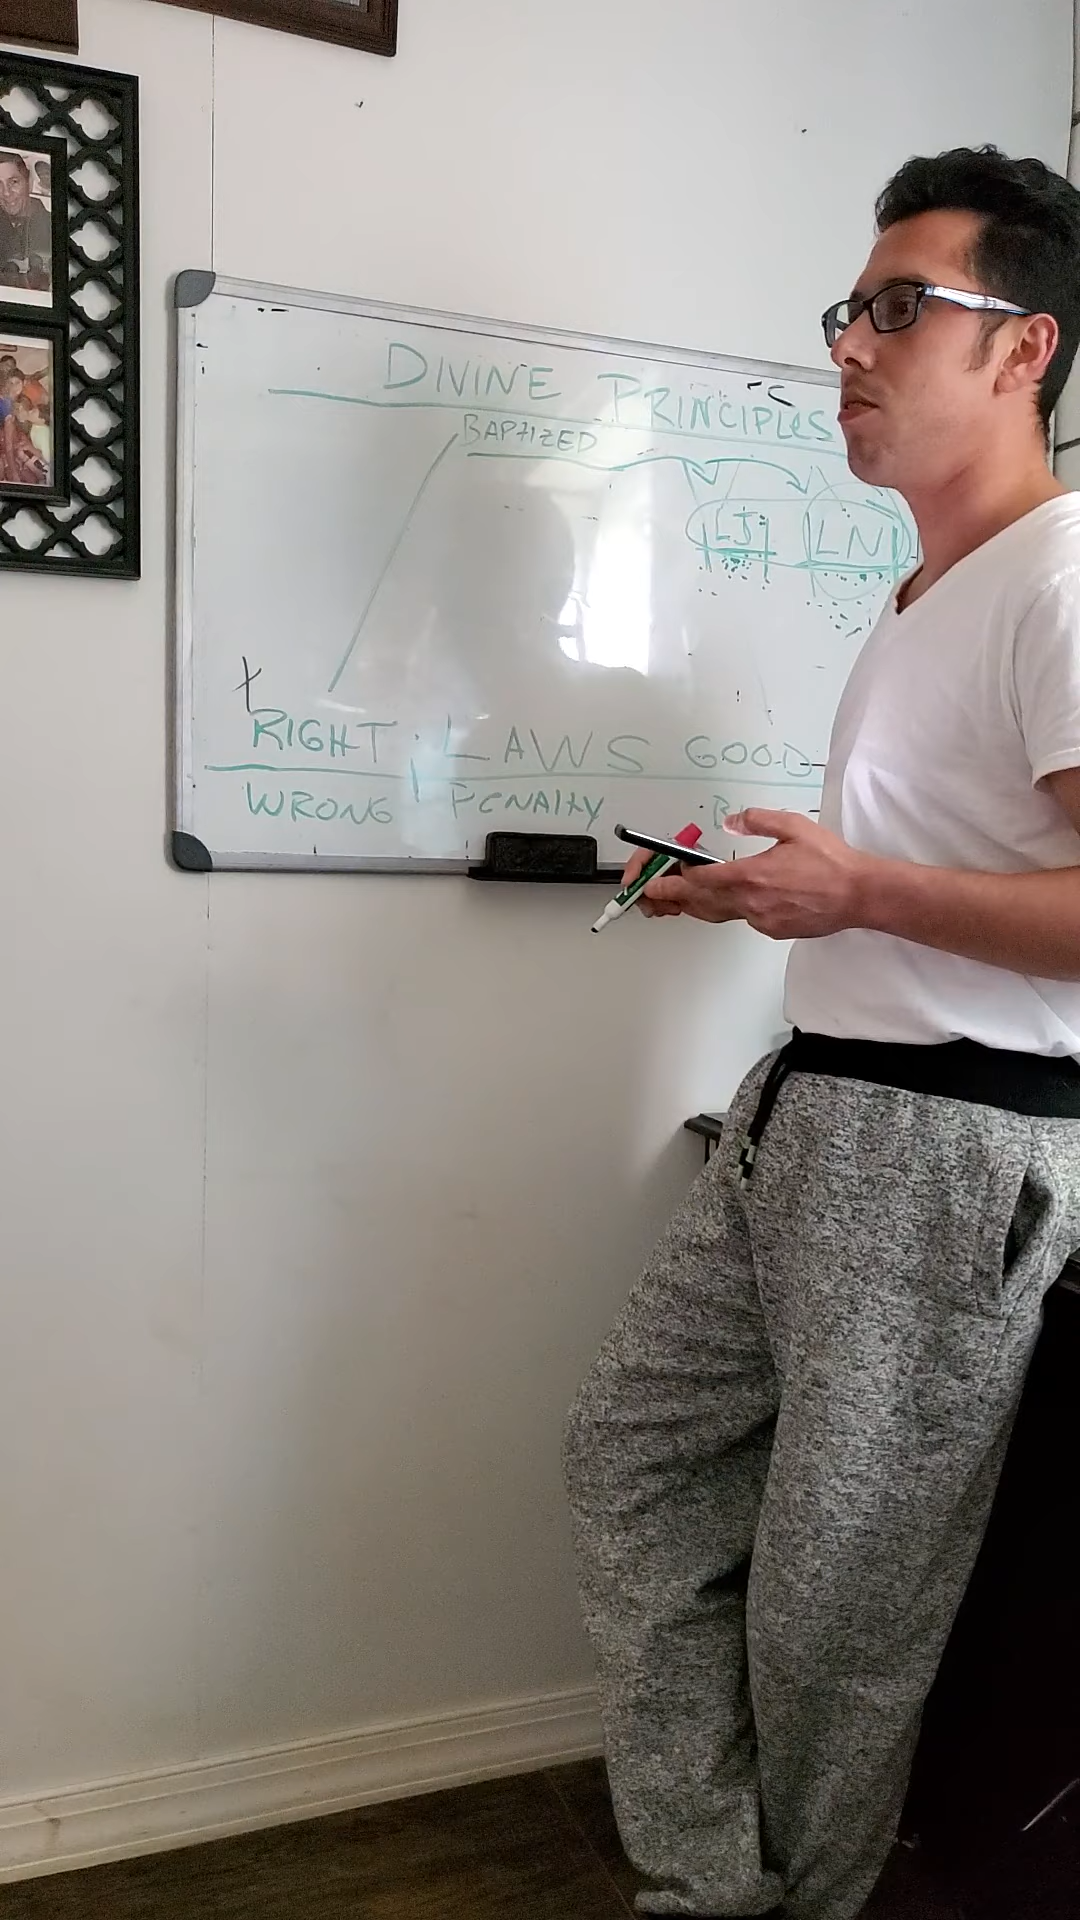 DIVINE PRINCIPLES
BAPTIZED
LJ LN
RIGHT LAWS GOOD
WRONG PENALTY